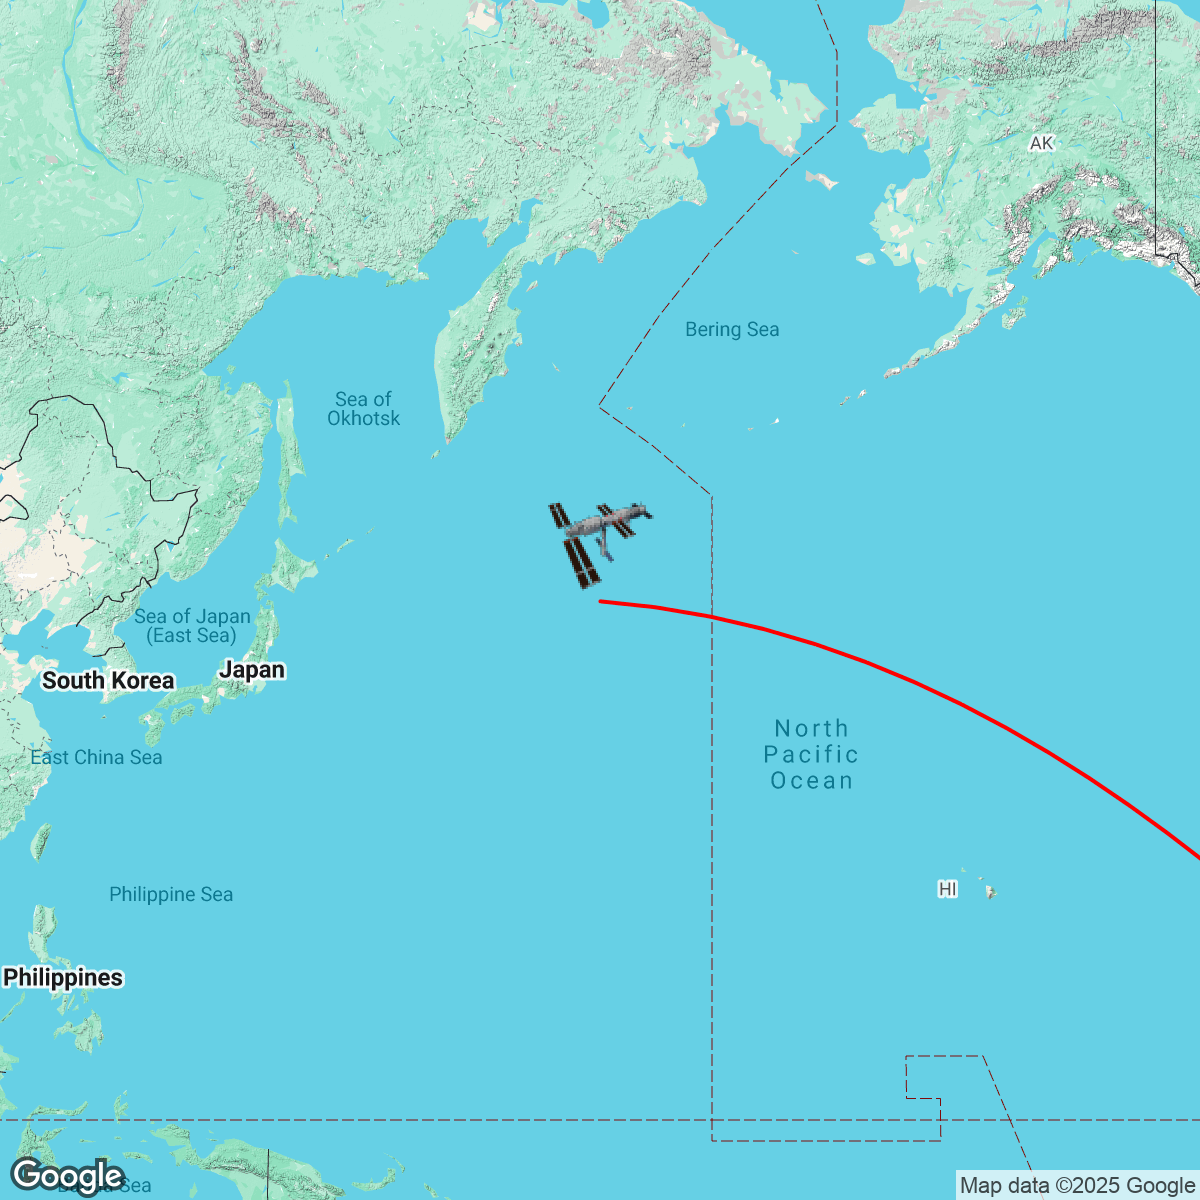 AK
Bering Sea
Sea of
Okhotsk
Sea of Japan
(East Sea)
Japan
South Korea
North
Pacific
Ocean
East China Sea
HI
Philippine Sea
Philippines
Google
Sea
Map data ©2025 Google